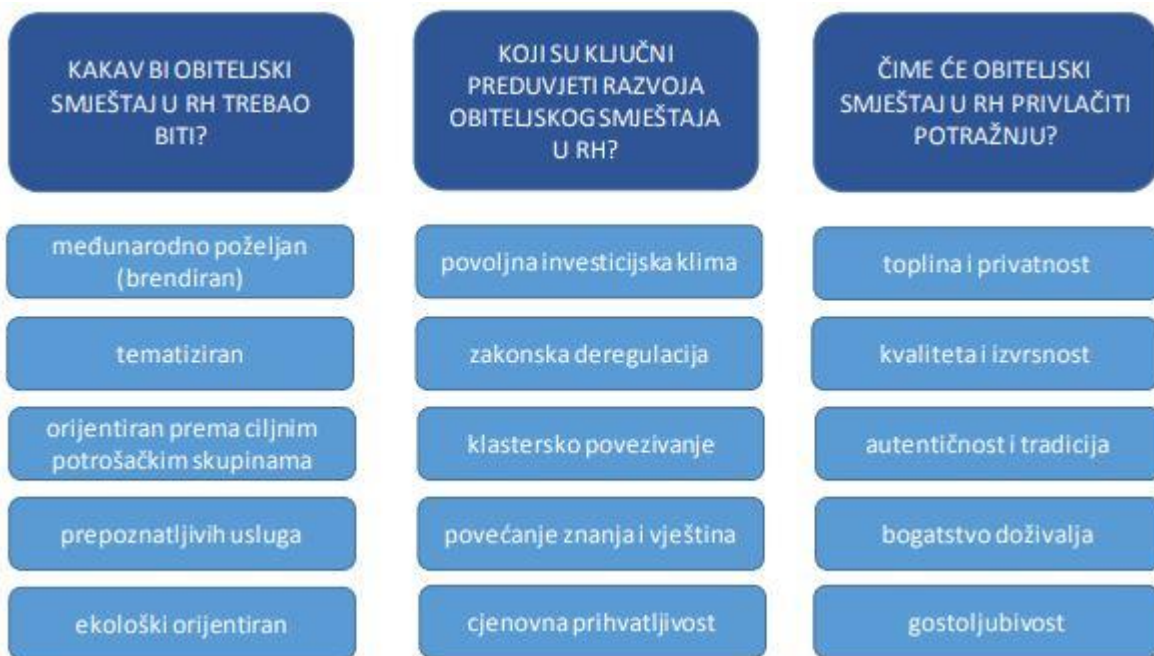 KAKAV BI OBITELJSKI
SMJEŠTAJ U RH TREBAO
BITI?
međunarodno poželjan
(brendiran)
tematiziran
orijentiran prema ciljnim
potrošačkim skupinama
prepoznatljivih usluga
ekološki orijentiran
KOJI SU KLJUČNI
PREDUVJETI RAZVOJA
OBITELJSKOG SMJEŠTAJA
U RH?
povoljna investicijska klima
zakonska deregulacija
klastersko povezivanje
povećanje znanja i vještina
cjenovna prihvatljivost
ČIME ĆE OBITELJSKI
SMJEŠTAJ U RH PRIVLAČITI
POTRAŽNJU?
toplina i privatnost
kvaliteta i izvrsnost
autentičnost i tradicija
bogatstvo doživalja
gostoljubivost